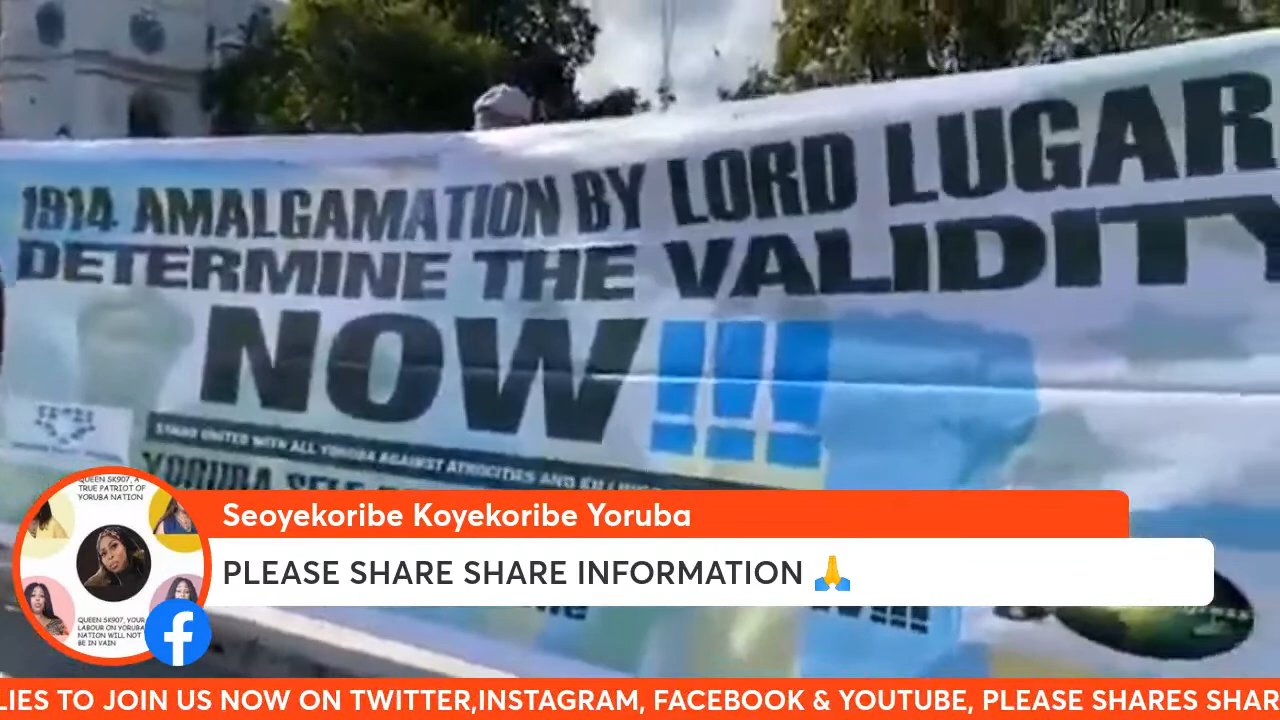 1914 AMALGAMATION BY LORD LUGAR
DETERMINE THE VALIDITY
NOW!!!
STAND UNITED WITH ALL YORUBA AGAINST ATROCITIES AND
YORUBA SELF
QUEEN SK907, A
TRUE PATRIOT OF
YORUBA NATION
QUEEN SK907, YOUR
LABOUR ON YORUBA
NATION WILL NOT
BE IN VAIN
f
Seoyekoribe Koyekoribe Yoruba
PLEASE SHARE SHARE INFORMATION 🙏
LIES TO JOIN US NOW ON TWITTER,INSTAGRAM, FACEBOOK & YOUTUBE, PLEASE SHARES SHAR